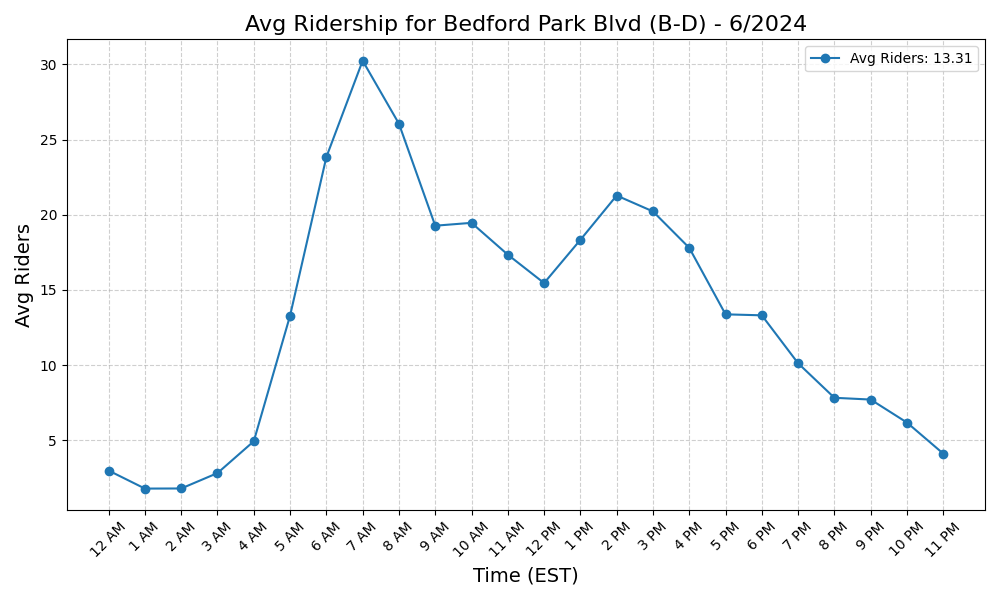 Avg Ridership for Bedford Park Blvd (B-D) - 6/2024
Avg Riders: 13.31
Avg Riders
30
25
20
15
10
5
12 AM
1 AM
2 AM
3 AM
4 AM
5 AM
6 AM
7 AM
8 AM
9 AM
10 AM
11 AM
12 PM
1 PM
2 PM
3 PM
4 PM
5 PM
6 PM
7 PM
8 PM
9 PM
10 PM
11 PM
Time (EST)